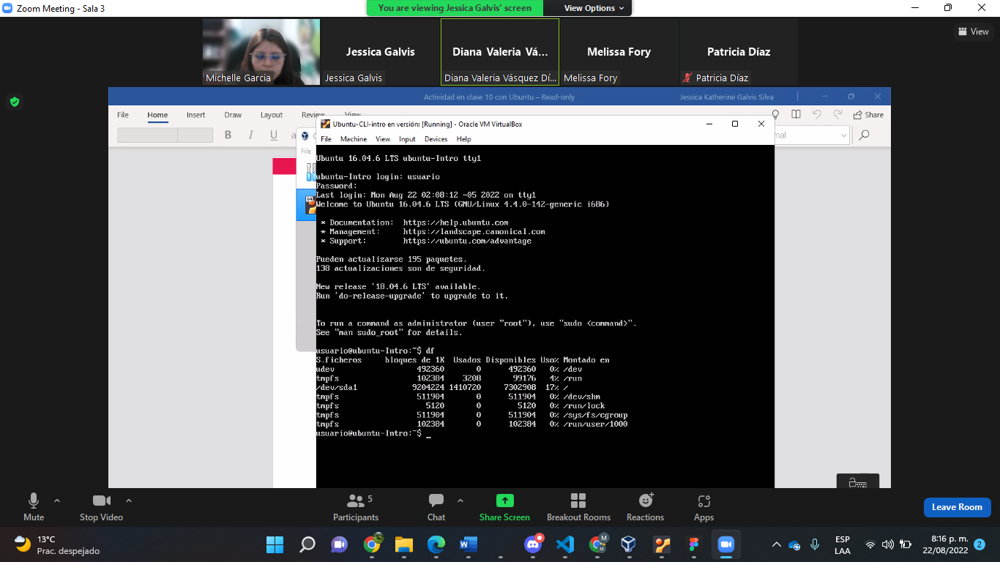 Zoom Meeting - Sala 3
You are viewing Jessica Galvis' screen
View Options
View
Jessica Galvis
Diana Valeria Vá...
Melissa Fory
Patricia Díaz
Michelle Garcia
Jessica Galvis
Diana Valeria Vásquez Dí...
Melissa Fory
Patricia Díaz
Actividad en clase 10 con Ubuntu – Read-only
Jessica Katherine Galvis Silva
File Home Insert Draw Layout Review View
Share
B I U
File
Ubuntu-CLI-intro en versión: [Running] - Oracle VM VirtualBox
File Machine View Input Devices Help
Ubuntu 16.04.6 LTS ubuntu-Intro tty1
ubuntu-Intro login: usuario
Password:
Last login: Mon Aug 22 02:08:12 -05 2022 on tty1
Welcome to Ubuntu 16.04.6 LTS (GNU/Linux 4.4.0-142-generic i686)
* Documentation: https://help.ubuntu.com
* Management: https://landscape.canonical.com
* Support: https://ubuntu.com/advantage
Pueden actualizarse 195 paquetes.
138 actualizaciones son de seguridad.
New release '18.04.6 LTS' available.
Run 'do-release-upgrade' to upgrade to it.
To run a command as administrator (user "root"), use "sudo <command>".
See "man sudo_root" for details.
usuario@ubuntu-Intro:~$ df
S.ficheros bloques de 1K Usados Disponibles Uso% Montado en
udev 492360 0 492360 0% /dev
tmpfs 102384 3208 99176 4% /run
/dev/sda1 9204224 1410720 7302908 17% /
tmpfs 511904 0 511904 0% /dev/shm
tmpfs 5120 0 5120 0% /run/lock
tmpfs 511904 0 511904 0% /sys/fs/cgroup
tmpfs 102384 0 102384 0% /run/user/1000
usuario@ubuntu-Intro:~$ _
Mute
Stop Video
5
Participants
Chat
Share Screen
Breakout Rooms
Reactions
Apps
Leave Room
13°C
Prac. despejado
ESP
LAA
8:16 p. m.
22/08/2022
2